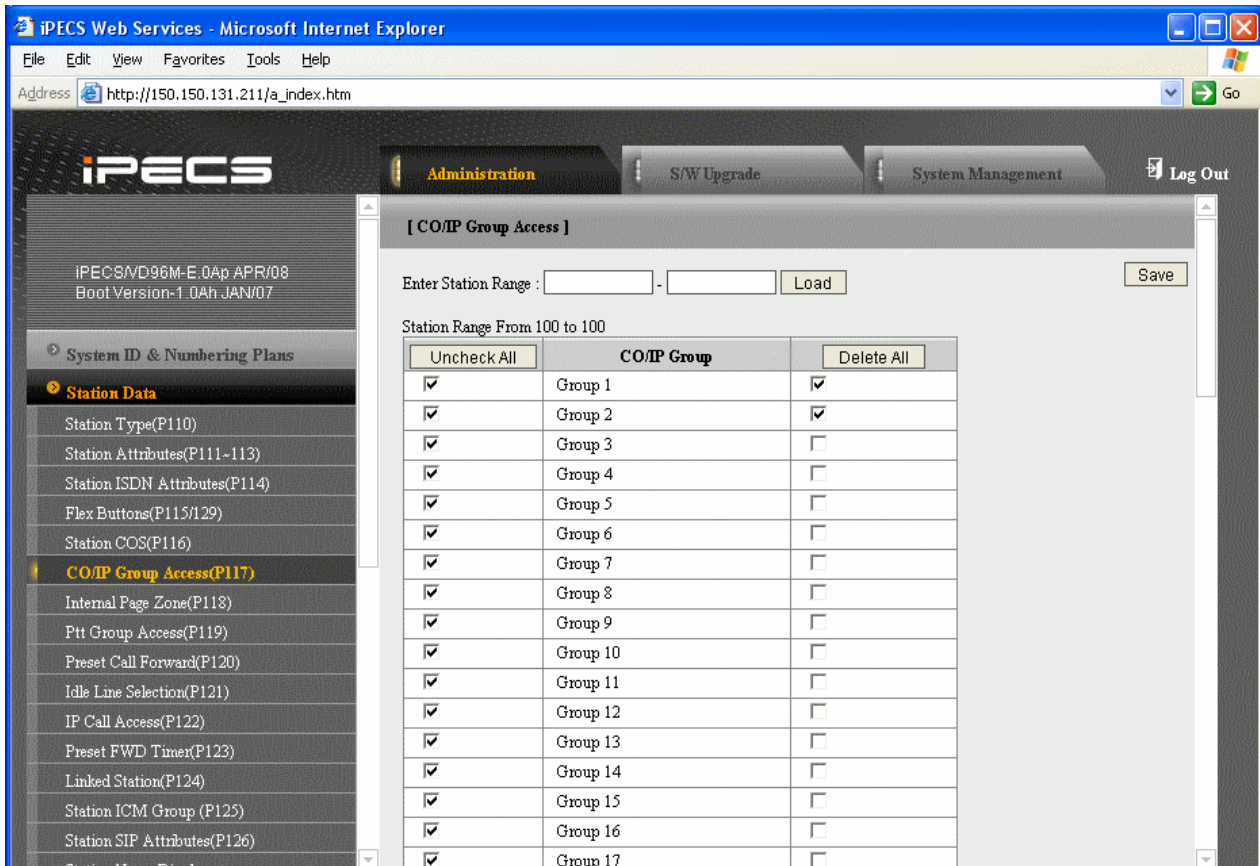 iPECS Web Services - Microsoft Internet Explorer
File Edit View Favorites Tools Help
Address http://150.150.131.211/a_index.htm Go
iPECS
Administration S/W Upgrade System Management Log Out
iPECS/VD96M-E.0Ap APR/08
Boot Version-1.0Ah JAN/07
System ID & Numbering Plans
Station Data
Station Type(P110)
Station Attributes(P111~113)
Station ISDN Attributes(P114)
Flex Buttons(P115/129)
Station COS(P116)
CO/IP Group Access(P117)
Internal Page Zone(P118)
Ptt Group Access(P119)
Preset Call Forward(P120)
Idle Line Selection(P121)
IP Call Access(P122)
Preset FWD Timer(P123)
Linked Station(P124)
Station ICM Group (P125)
Station SIP Attributes(P126)
[ CO/IP Group Access ]
Enter Station Range : - Load Save
Station Range From 100 to 100
Uncheck All CO/IP Group Delete All
Group 1
Group 2
Group 3
Group 4
Group 5
Group 6
Group 7
Group 8
Group 9
Group 10
Group 11
Group 12
Group 13
Group 14
Group 15
Group 16
Group 17